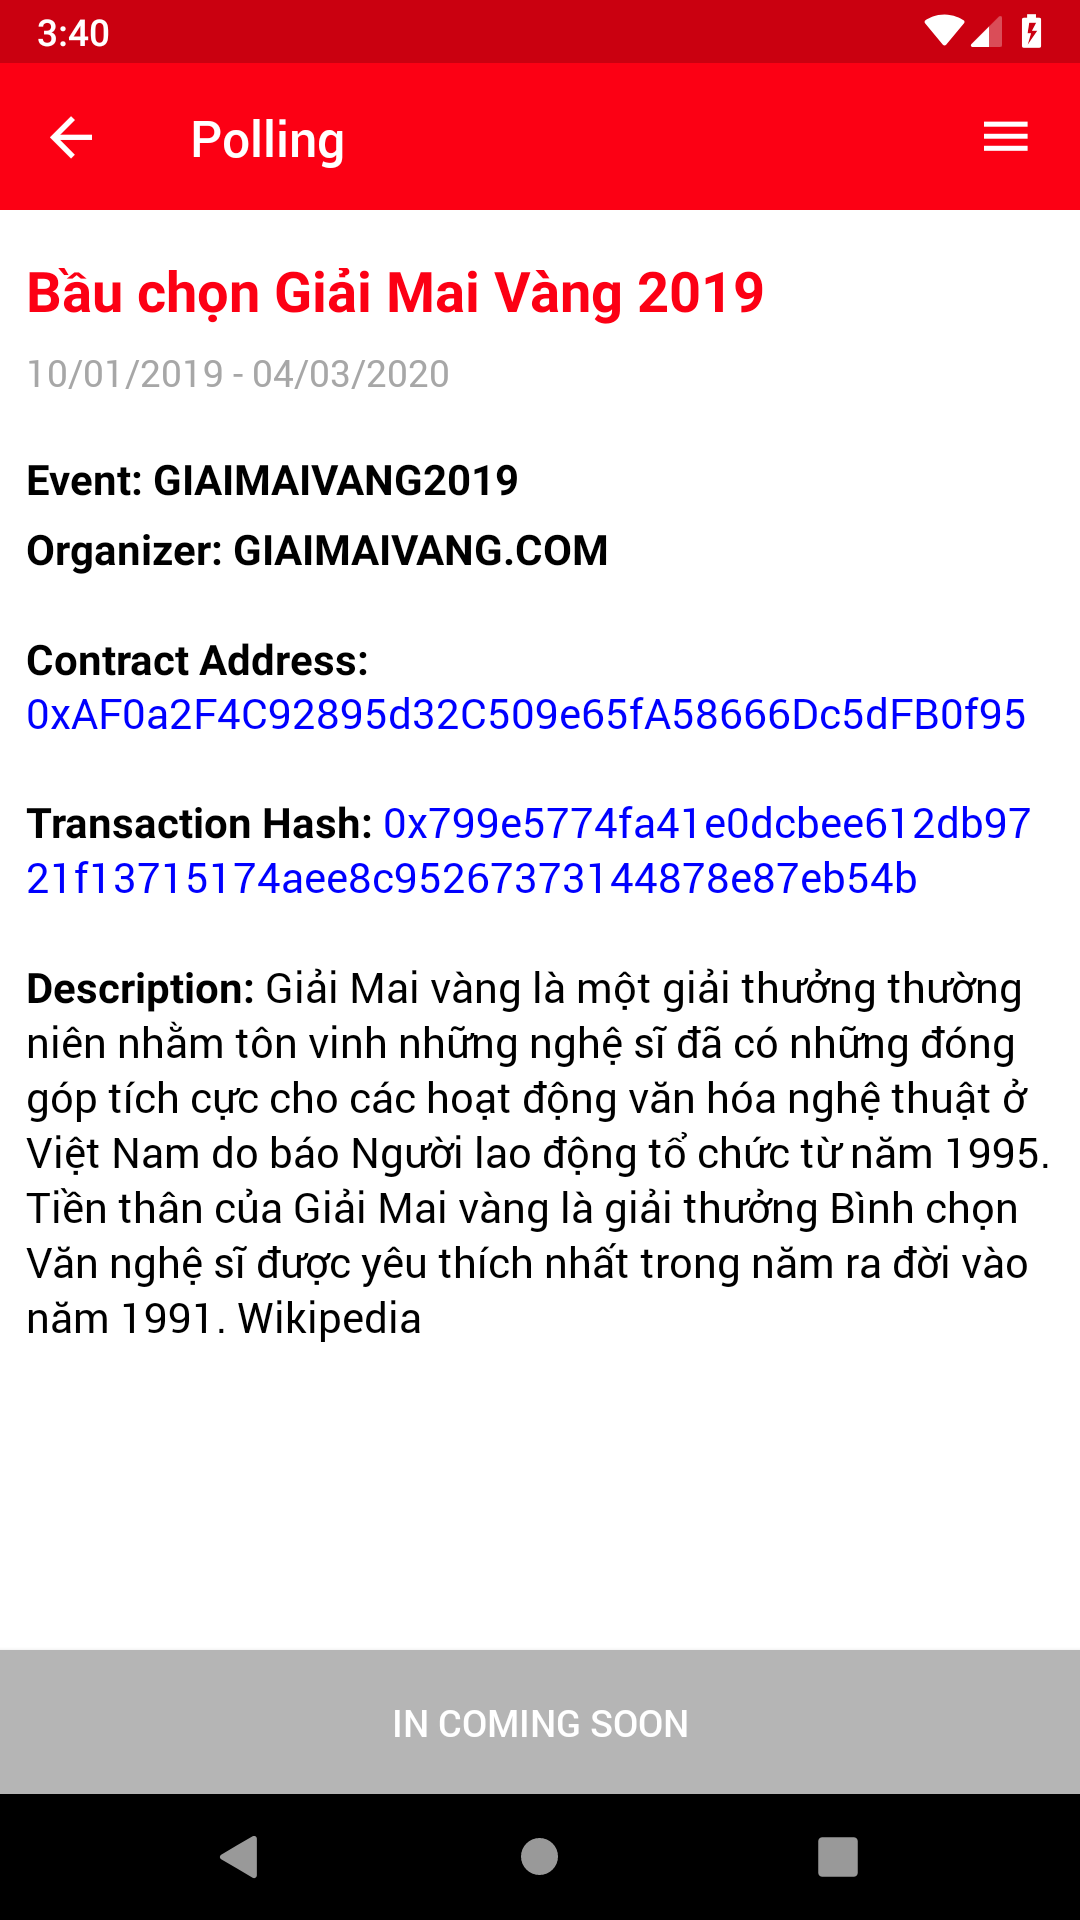 3:40
Polling
Bầu chọn Giải Mai Vàng 2019
10/01/2019 - 04/03/2020
Event: GIAIMAIVANG2019
Organizer: GIAIMAIVANG.COM
Contract Address:
0xAF0a2F4C92895d32C509e65fA58666Dc5dFB0f95
Transaction Hash: 0x799e5774fa41e0dcbee612db97
21f13715174aee8c95267373144878e87eb54b
Description: Giải Mai vàng là một giải thưởng thường
niên nhằm tôn vinh những nghệ sĩ đã có những đóng
góp tích cực cho các hoạt động văn hóa nghệ thuật ở
Việt Nam do báo Người lao động tổ chức từ năm 1995.
Tiền thân của Giải Mai vàng là giải thưởng Bình chọn
Văn nghệ sĩ được yêu thích nhất trong năm ra đời vào
năm 1991. Wikipedia
IN COMING SOON